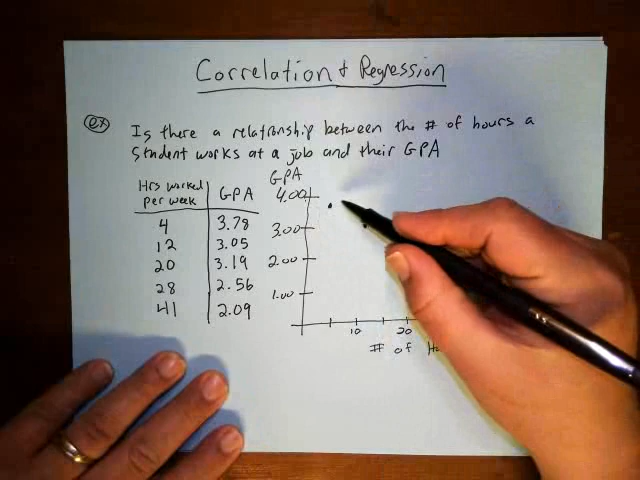 Correlation & Regression
ex
Is there a relationship between the # of hours a
student works at a job and their GPA
Hrs worked
per week
GPA
4 3.78
12 3.05
20 3.19
28 2.56
41 2.09
GPA
4.00
3.00
2.00
1.00
10 20
# of